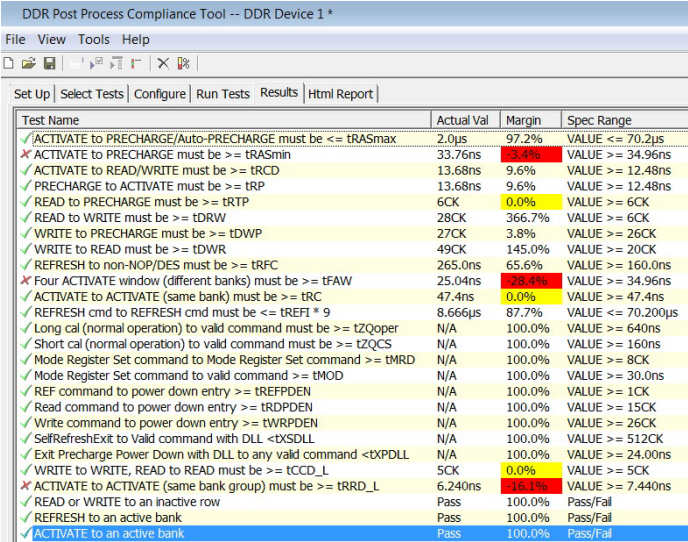 DDR Post Process Compliance Tool -- DDR Device 1 *
File View Tools Help
Set Up Select Tests Configure Run Tests Results Html Report
Test Name Actual Val Margin Spec Range
ACTIVATE to PRECHARGE/Auto-PRECHARGE must be <= tRASmax 2.0µs 97.2% VALUE <= 70.2µs
ACTIVATE to PRECHARGE must be >= tRASmin 33.76ns -3.4% VALUE >= 34.96ns
ACTIVATE to READ/WRITE must be >= tRCD 13.68ns 9.6% VALUE >= 12.48ns
PRECHARGE to ACTIVATE must be >= tRP 13.68ns 9.6% VALUE >= 12.48ns
READ to PRECHARGE must be >= tRTP 6CK 0.0% VALUE >= 6CK
READ to WRITE must be >= tDRW 28CK 366.7% VALUE >= 6CK
WRITE to PRECHARGE must be >= tDWP 27CK 3.8% VALUE >= 26CK
WRITE to READ must be >= tDWR 49CK 145.0% VALUE >= 20CK
REFRESH to non-NOP/DES must be >= tRFC 265.0ns 65.6% VALUE >= 160.0ns
Four ACTIVATE window (different banks) must be >= tFAW 25.04ns -28.4% VALUE >= 34.96ns
ACTIVATE to ACTIVATE (same bank) must be >= tRC 47.4ns 0.0% VALUE >= 47.4ns
REFRESH cmd to REFRESH cmd must be <= tREFI * 9 8.666µs 87.7% VALUE <= 70.200µs
Long cal (normal operation) to valid command must be >= tZQoper N/A 100.0% VALUE >= 640ns
Short cal (normal operation) to valid command must be >= tZQCS N/A 100.0% VALUE >= 160ns
Mode Register Set command to Mode Register Set command >= tMRD N/A 100.0% VALUE >= 8CK
Mode Register Set command to valid command >= tMOD N/A 100.0% VALUE >= 30.0ns
REF command to power down entry >= tREFPDEN N/A 100.0% VALUE >= 1CK
Read command to power down entry >= tRDPDEN N/A 100.0% VALUE >= 15CK
Write command to power down entry >= tWRPDEN N/A 100.0% VALUE >= 26CK
SelfRefreshExit to Valid command with DLL <tXSDLL N/A 100.0% VALUE >= 512CK
Exit Precharge Power Down with DLL to any valid command <tXPDLL N/A 100.0% VALUE >= 24.00ns
WRITE to WRITE, READ to READ must be >= tCCD_L 5CK 0.0% VALUE >= 5CK
ACTIVATE to ACTIVATE (same bank group) must be >= tRRD_L 6.240ns -16.1% VALUE >= 7.440ns
READ or WRITE to an inactive row Pass 100.0% Pass/Fail
REFRESH to an active bank Pass 100.0% Pass/Fail
ACTIVATE to an active bank Pass 100.0% Pass/Fail